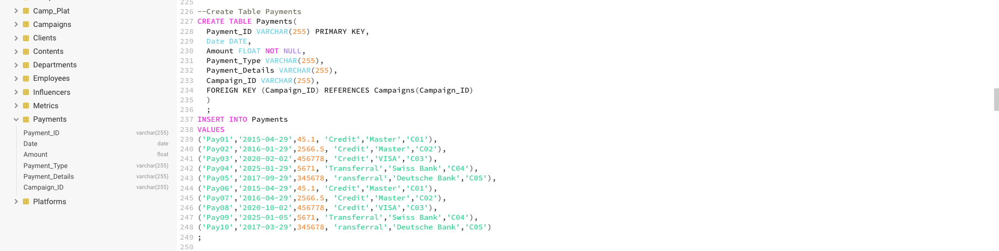 Camp_Plat
Campaigns
Clients
Contents
Departments
Employees
Influencers
Metrics
Payments
Payment_ID varchar(255)
Date date
Amount float
Payment_Type varchar(255)
Payment_Details varchar(255)
Campaign_ID varchar(255)
Platforms
225
226 --Create Table Payments
227 CREATE TABLE Payments(
228 Payment_ID VARCHAR(255) PRIMARY KEY,
229 Date DATE,
230 Amount FLOAT NOT NULL,
231 Payment_Type VARCHAR(255),
232 Payment_Details VARCHAR(255),
233 Campaign_ID VARCHAR(255),
234 FOREIGN KEY (Campaign_ID) REFERENCES Campaigns(Campaign_ID)
235 )
236 ;
237 INSERT INTO Payments
238 VALUES
239 ('Pay01','2015-04-29',45.1, 'Credit','Master','C01'),
240 ('Pay02','2016-01-29',2566.5, 'Credit','Master','C02'),
241 ('Pay03','2020-02-02',456778, 'Credit','VISA','C03'),
242 ('Pay04','2025-01-29',5671, 'Transferral','Swiss Bank','C04'),
243 ('Pay05','2017-09-29',345678, 'ransferral','Deutsche Bank','C05'),
244 ('Pay06','2015-04-29',45.1, 'Credit','Master','C01'),
245 ('Pay07','2016-04-29',2566.5, 'Credit','Master','C02'),
246 ('Pay08','2020-10-02',456778, 'Credit','VISA','C03'),
247 ('Pay09','2025-01-05',5671, 'Transferral','Swiss Bank','C04'),
248 ('Pay10','2017-03-29',345678, 'ransferral','Deutsche Bank','C05')
249 ;
250